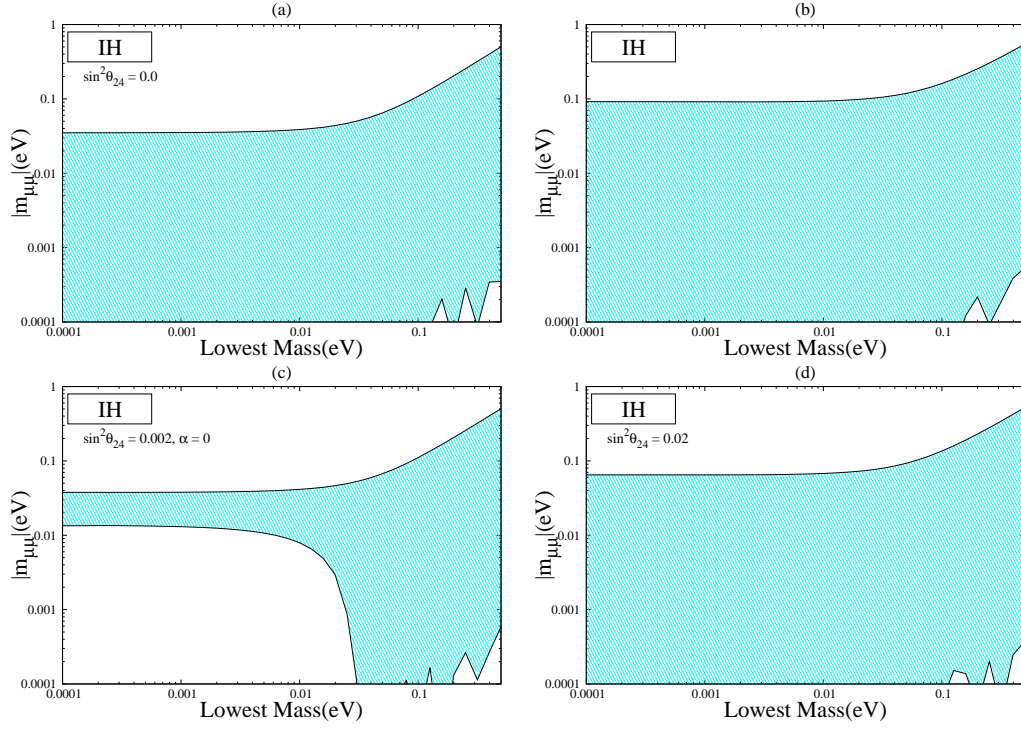 (a)
1
0.1
0.01
0.001
0.0001
|m_μμ|(eV)
IH
sin²θ₂₄ = 0.0
0.0001 0.001 0.01 0.1
Lowest Mass(eV)
(b)
1
0.1
0.01
0.001
0.0001
|m_μμ|(eV)
IH
0.0001 0.001 0.01 0.1
Lowest Mass(eV)
(c)
1
0.1
0.01
0.001
0.0001
|m_μμ|(eV)
IH
sin²θ₂₄ = 0.002, α = 0
0.0001 0.001 0.01 0.1
Lowest Mass(eV)
(d)
1
0.1
0.01
0.001
0.0001
|m_μμ|(eV)
IH
sin²θ₂₄ = 0.02
0.0001 0.001 0.01 0.1
Lowest Mass(eV)